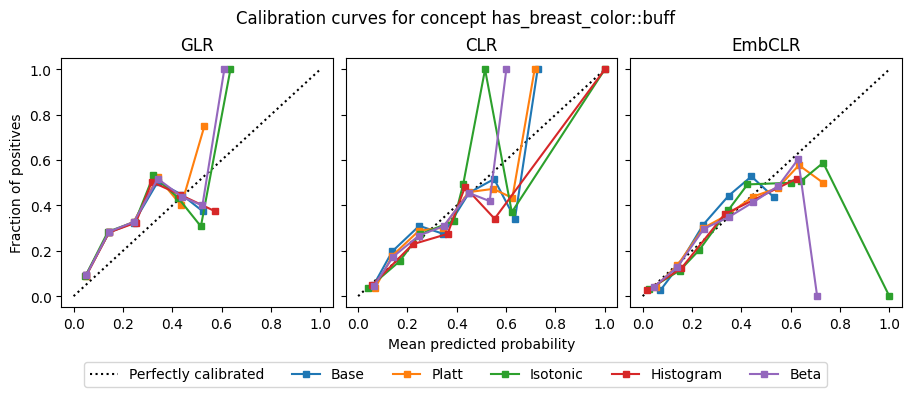 Calibration curves for concept has_breast_color::buff
GLR
CLR
EmbCLR
Fraction of positives
1.0
0.8
0.6
0.4
0.2
0.0
0.0 0.2 0.4 0.6 0.8 1.0
0.0 0.2 0.4 0.6 0.8 1.0
0.0 0.2 0.4 0.6 0.8 1.0
Mean predicted probability
Perfectly calibrated Base Platt Isotonic Histogram Beta